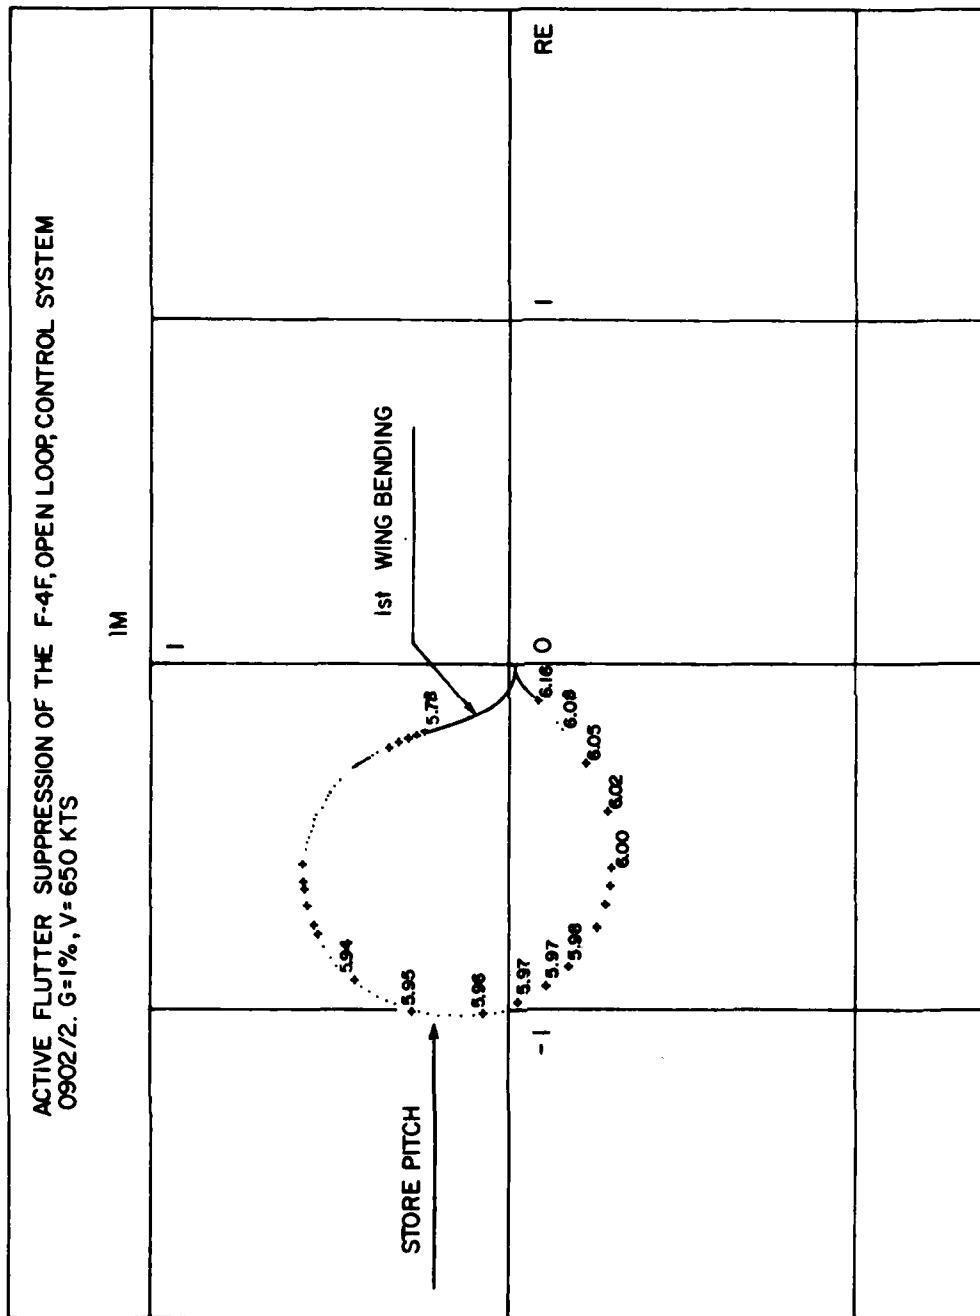 ACTIVE FLUTTER SUPPRESSION OF THE F-4F, OPEN LOOP, CONTROL SYSTEM
0902/2. G=1%, V=650 KTS
IM
1
1st WING BENDING
5.78
5.94
5.95
STORE PITCH
5.96
5.97
5.97
5.98
6.00
6.02
6.05
6.08
6.16
-1
0
1
RE